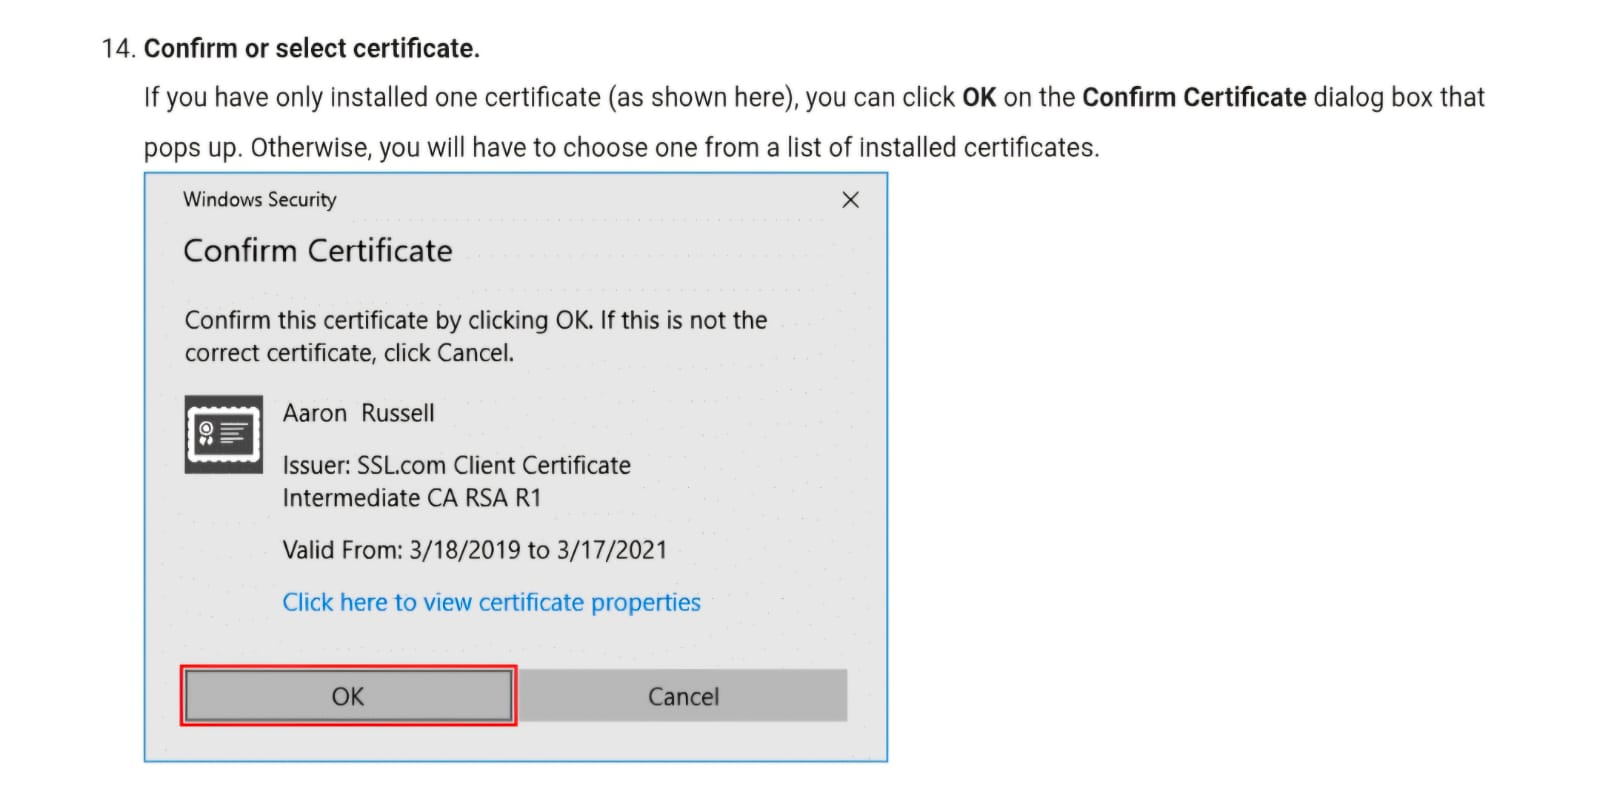 14. Confirm or select certificate.
If you have only installed one certificate (as shown here), you can click OK on the Confirm Certificate dialog box that
pops up. Otherwise, you will have to choose one from a list of installed certificates.
Windows Security
Confirm Certificate
Confirm this certificate by clicking OK. If this is not the
correct certificate, click Cancel.
Aaron Russell
Issuer: SSL.com Client Certificate
Intermediate CA RSA R1
Valid From: 3/18/2019 to 3/17/2021
Click here to view certificate properties
OK
Cancel